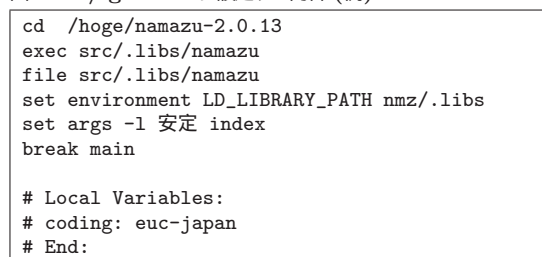 cd /hoge/namazu-2.0.13
exec src/.libs/namazu
file src/.libs/namazu
set environment LD_LIBRARY_PATH nmz/.libs
set args -l 安定 index
break main

# Local Variables:
# coding: euc-japan
# End: